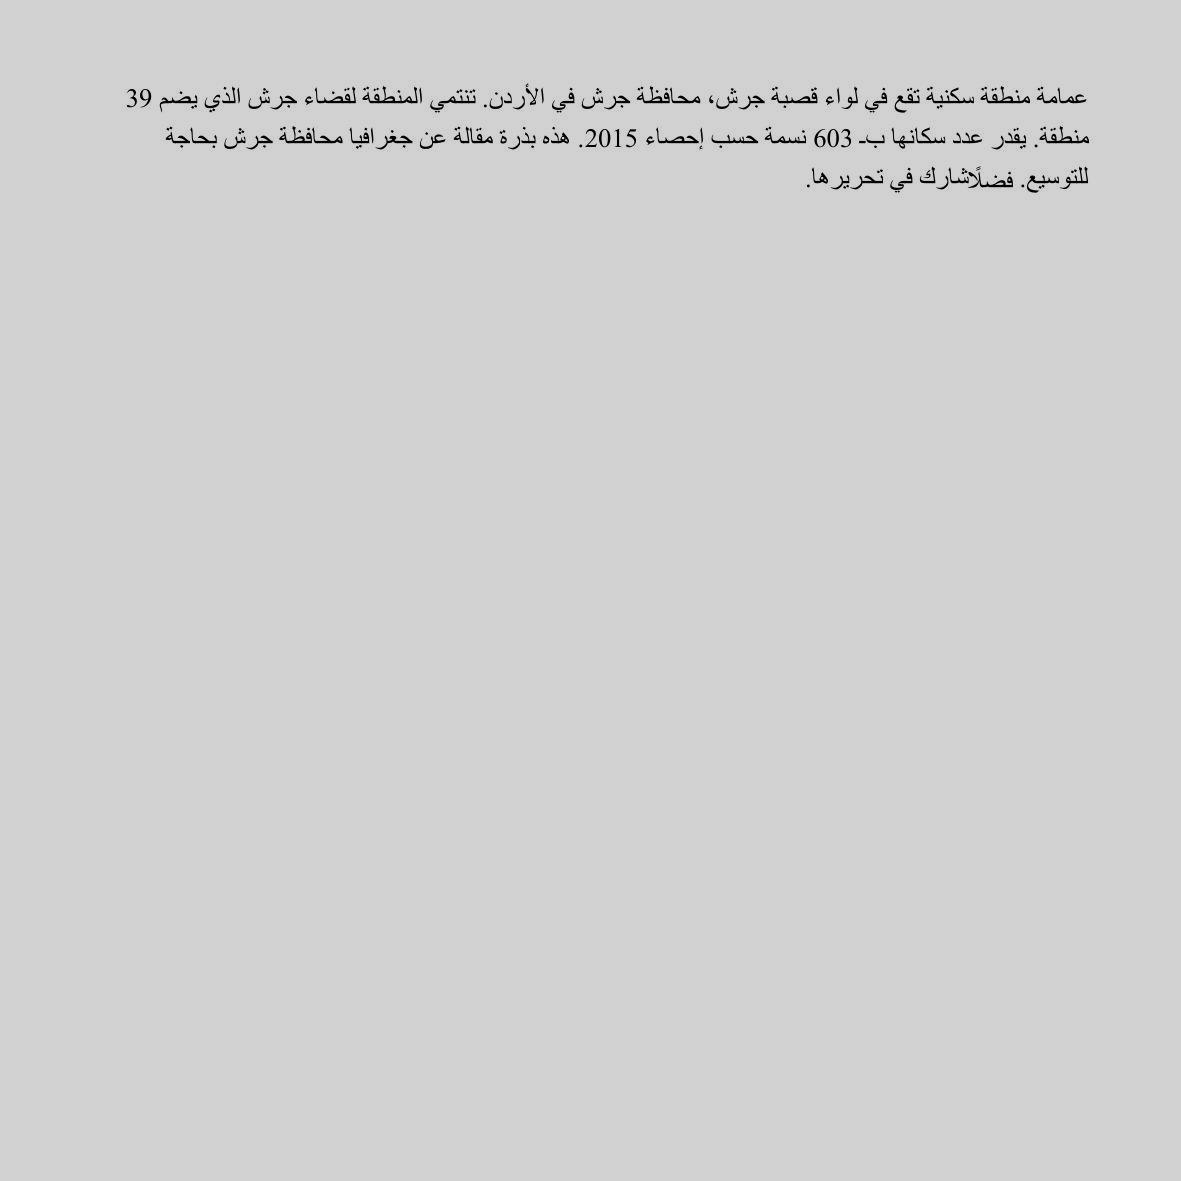 عمامة منطقة سكنية تقع في لواء قصبة جرش، محافظة جرش في الأردن. تنتمي المنطقة لقضاء جرش الذي يضم 39
منطقة. يقدر عدد سكانها بـ 603 نسمة حسب إحصاء 2015. هذه بذرة مقالة عن جغرافيا محافظة جرش بحاجة
للتوسيع. فضلًاشارك في تحريرها.